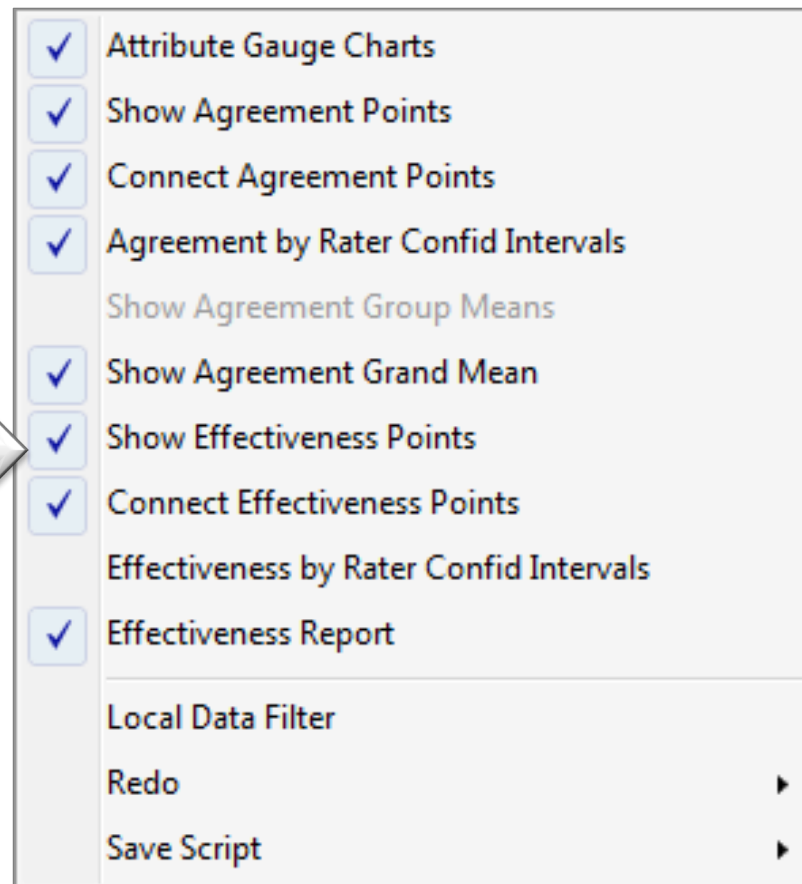 Attribute Gauge Charts
Show Agreement Points
Connect Agreement Points
Agreement by Rater Confid Intervals
Show Agreement Group Means
Show Agreement Grand Mean
Show Effectiveness Points
Connect Effectiveness Points
Effectiveness by Rater Confid Intervals
Effectiveness Report
Local Data Filter
Redo
Save Script